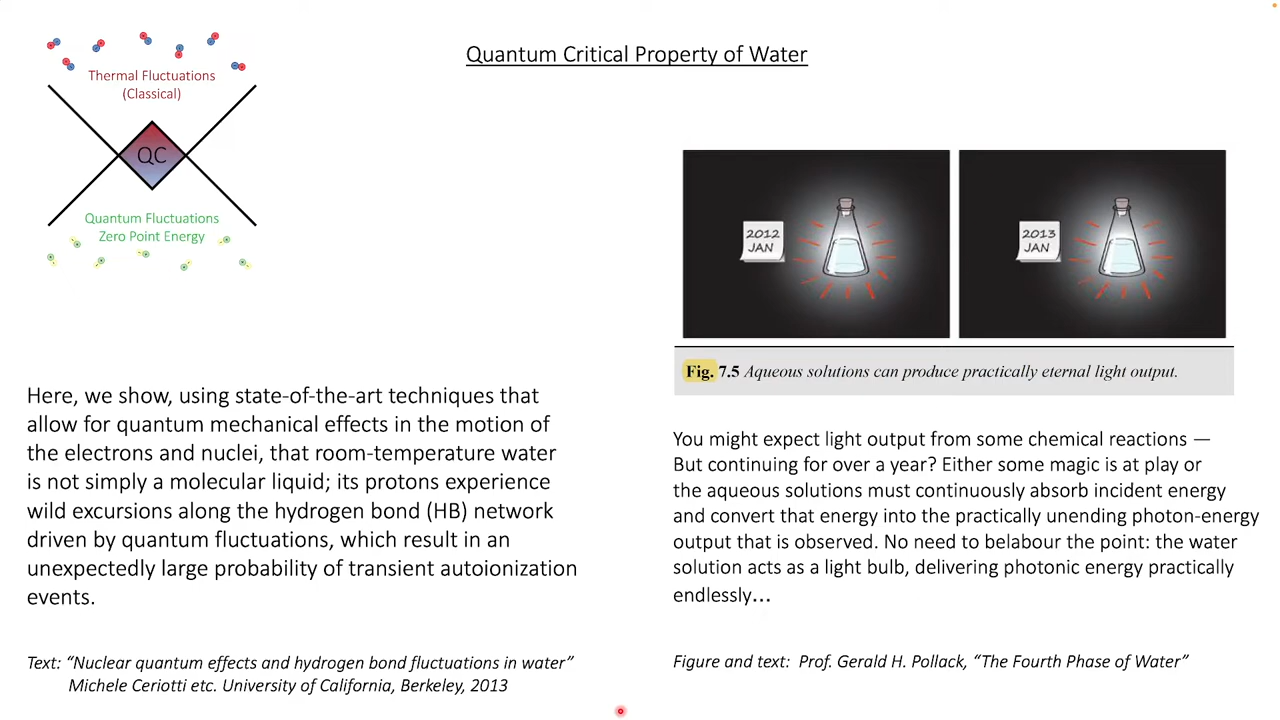 Quantum Critical Property of Water
Thermal Fluctuations
(Classical)
QC
Quantum Fluctuations
Zero Point Energy
Here, we show, using state-of-the-art techniques that
allow for quantum mechanical effects in the motion of
the electrons and nuclei, that room-temperature water
is not simply a molecular liquid; its protons experience
wild excursions along the hydrogen bond (HB) network
driven by quantum fluctuations, which result in an
unexpectedly large probability of transient autoionization
events.
Text: “Nuclear quantum effects and hydrogen bond fluctuations in water”
Michele Ceriotti etc. University of California, Berkeley, 2013
2012
JAN
2013
JAN
Fig. 7.5 Aqueous solutions can produce practically eternal light output.
You might expect light output from some chemical reactions —
But continuing for over a year? Either some magic is at play or
the aqueous solutions must continuously absorb incident energy
and convert that energy into the practically unending photon-energy
output that is observed. No need to belabour the point: the water
solution acts as a light bulb, delivering photonic energy practically
endlessly...
Figure and text: Prof. Gerald H. Pollack, “The Fourth Phase of Water”